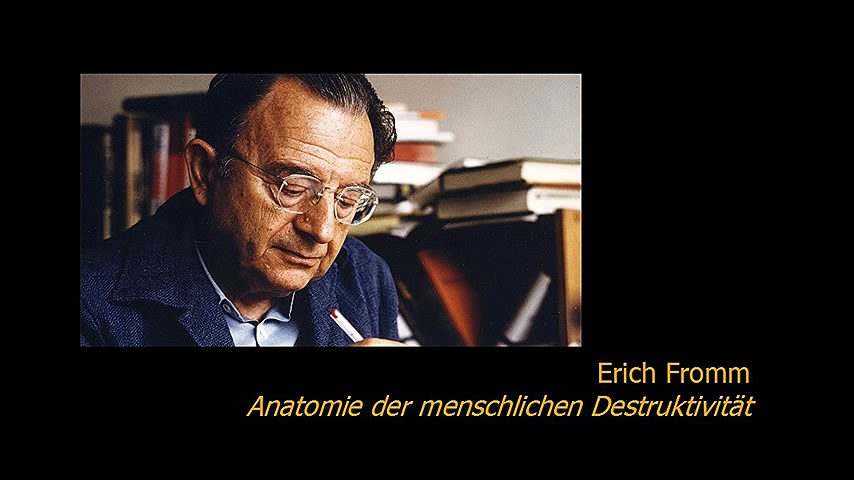 Erich Fromm
Anatomie der menschlichen Destruktivität